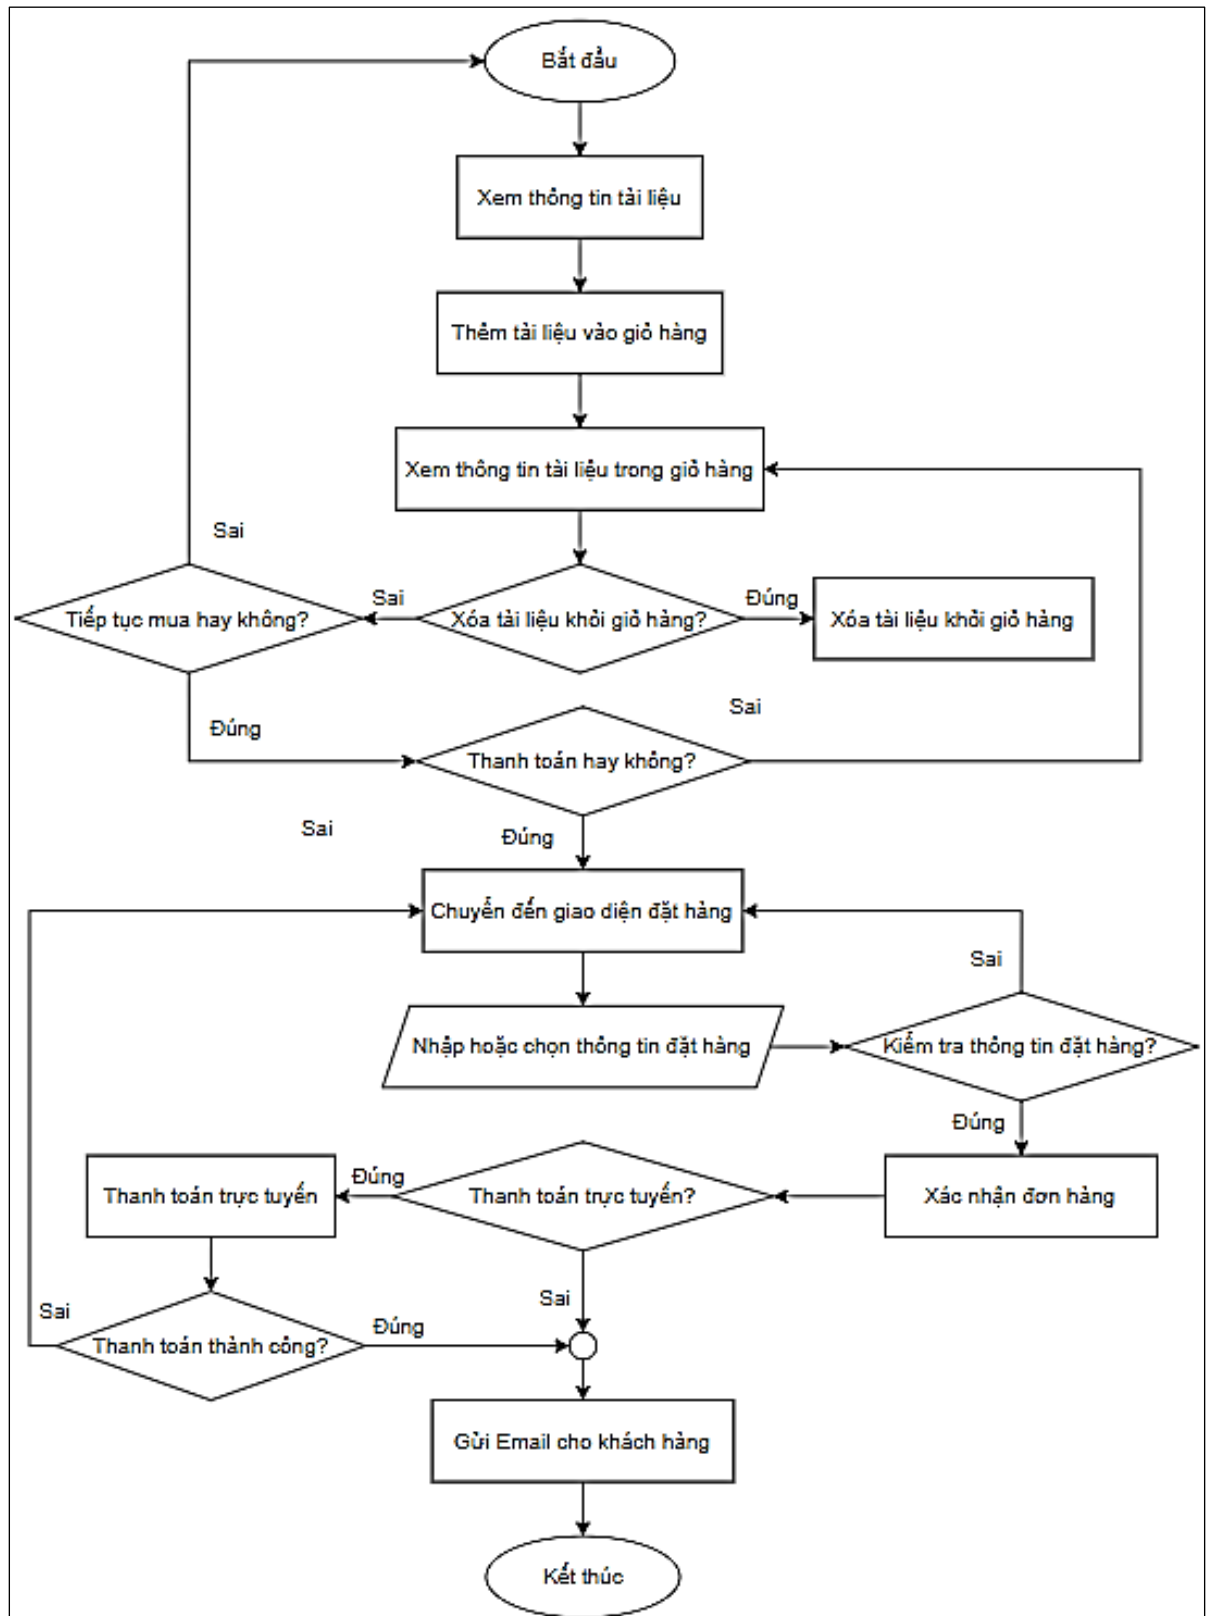 Bắt đầu
Xem thông tin tài liệu
Thêm tài liệu vào giỏ hàng
Xem thông tin tài liệu trong giỏ hàng
Sai
Tiếp tục mua hay không?
Sai
Xóa tài liệu khỏi giỏ hàng?
Đúng
Xóa tài liệu khỏi giỏ hàng
Sai
Đúng
Thanh toán hay không?
Sai
Đúng
Chuyển đến giao diện đặt hàng
Sai
Nhập hoặc chọn thông tin đặt hàng
Kiểm tra thông tin đặt hàng?
Đúng
Thanh toán trực tuyến
Đúng
Thanh toán trực tuyến?
Xác nhận đơn hàng
Sai
Sai
Đúng
Thanh toán thành công?
Gửi Email cho khách hàng
Kết thúc